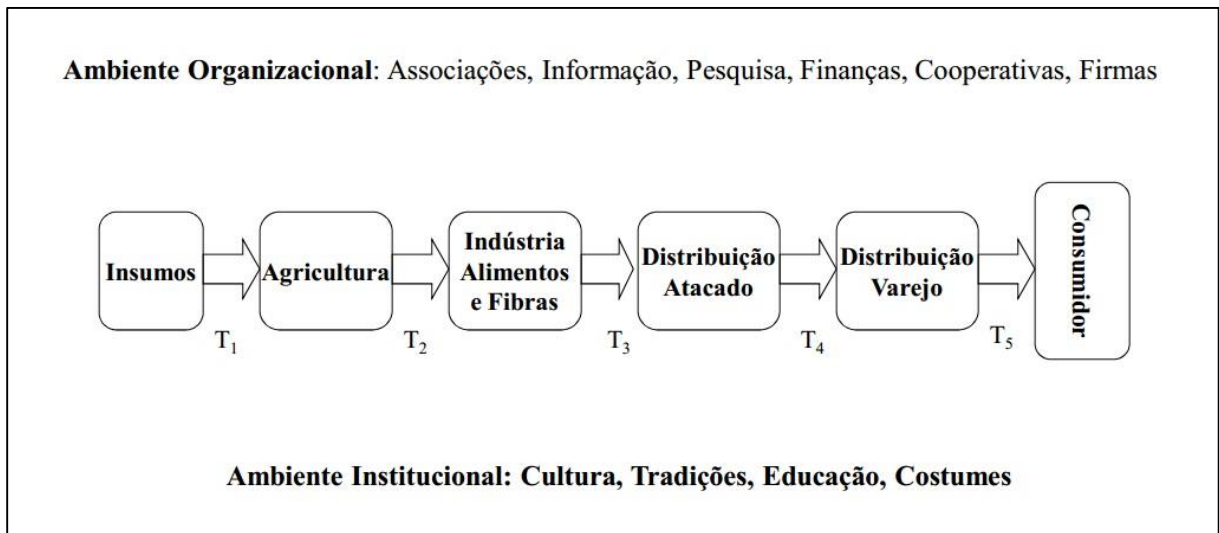 Ambiente Organizacional: Associações, Informação, Pesquisa, Finanças, Cooperativas, Firmas
Insumos
Agricultura
Indústria
Alimentos
e Fibras
Distribuição
Atacado
Distribuição
Varejo
Consumidor
T₁
T₂
T₃
T₄
T₅
Ambiente Institucional: Cultura, Tradições, Educação, Costumes